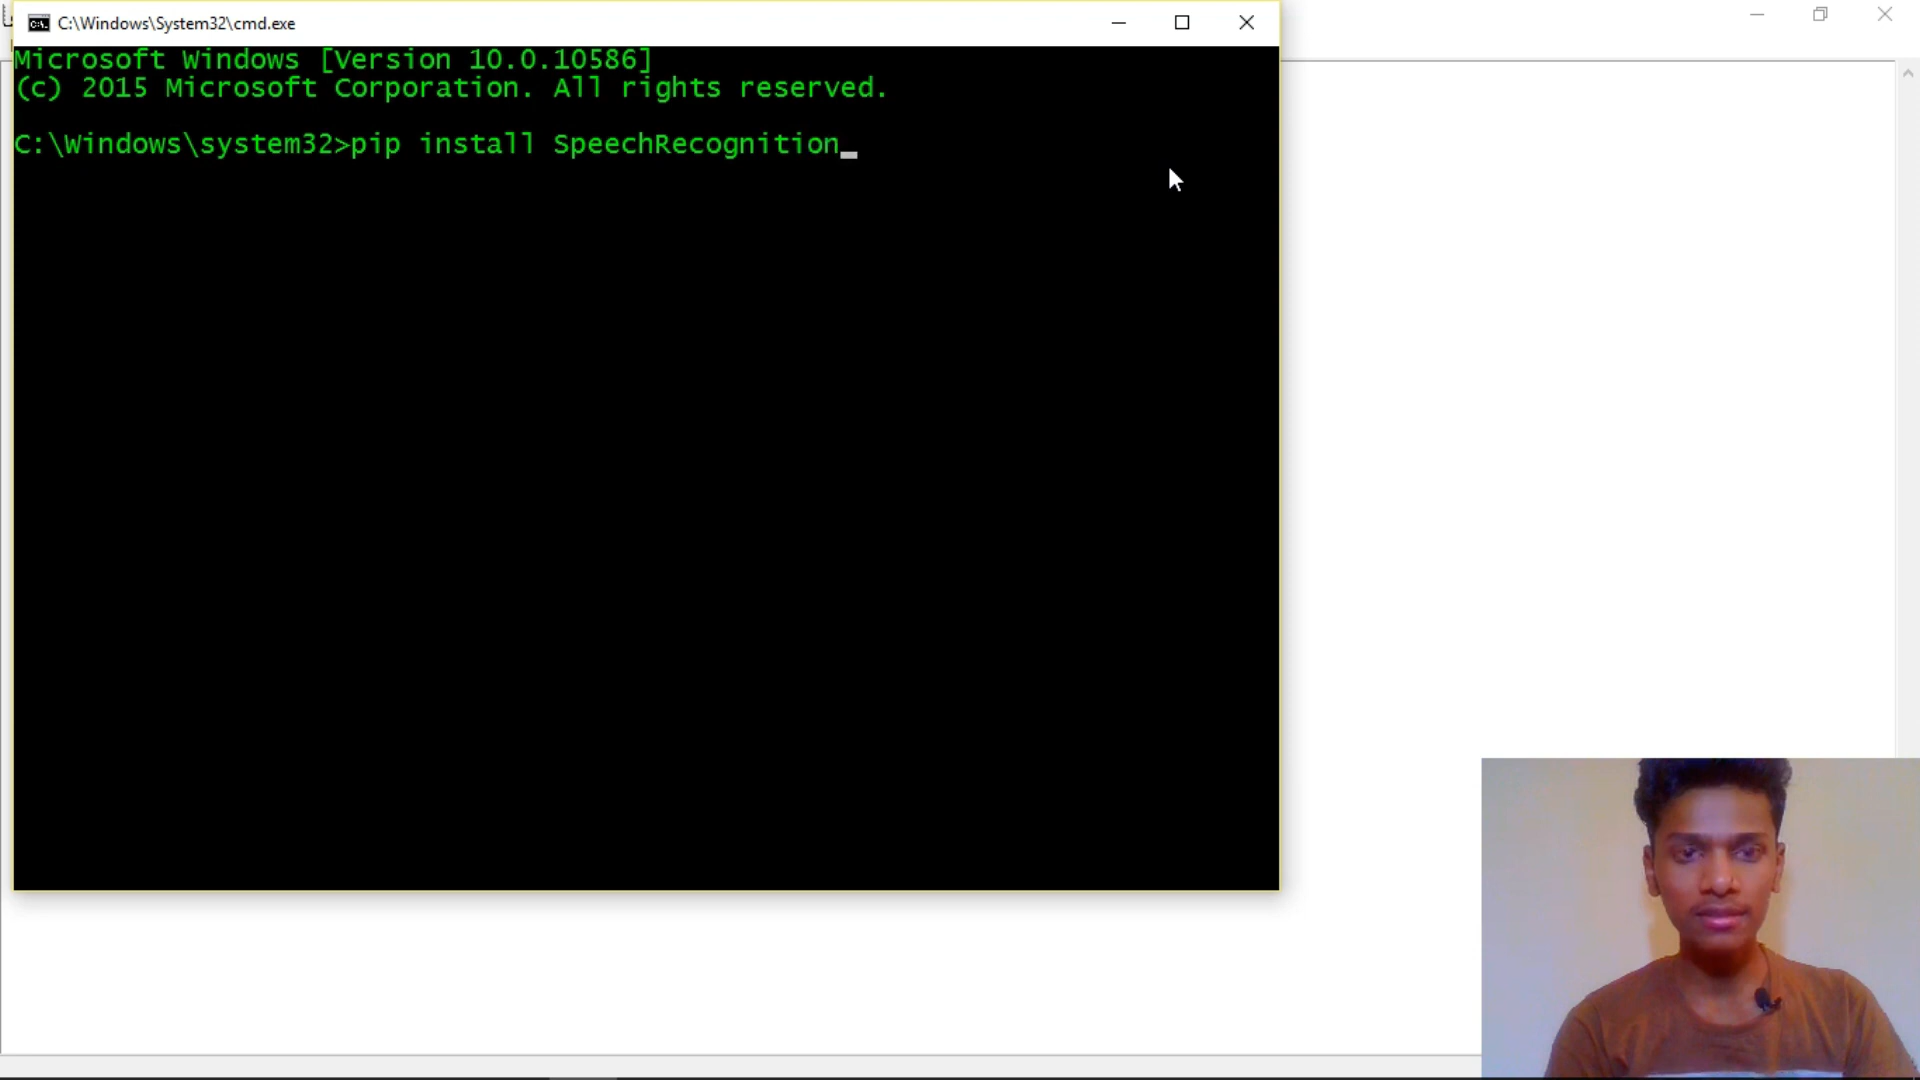 C:\Windows\System32\cmd.exe
Microsoft Windows [Version 10.0.10586]
(c) 2015 Microsoft Corporation. All rights reserved.
C:\Windows\system32>pip install SpeechRecognition_